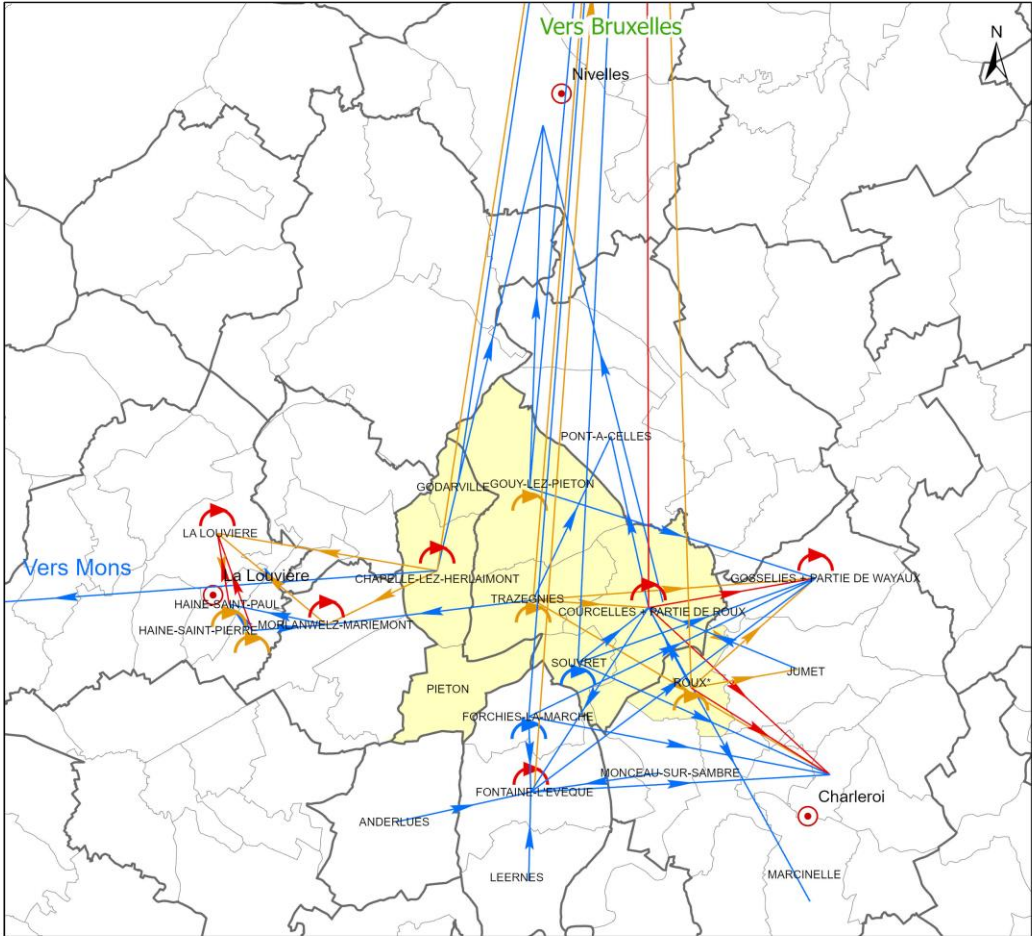 Vers Bruxelles
N
Nivelles
PONT-A-CELLES
GODARVILLE
GOUY-LEZ-PIETON
LA LOUVIERE
Vers Mons
La Louvière
CHAPELLE-LEZ-HERLAIMONT
GOSSELIES + PARTIE DE WAYAUX
HAINE-SAINT-PAUL
TRAZEGNIES
COURCELLES + PARTIE DE ROUX
HAINE-SAINT-PIERRE
MORLANWELZ-MARIEMONT
SOUVRET
JUMET
ROUX*
PIETON
FORCHIES-LA-MARCHE
MONCEAU-SUR-SAMBRE
FONTAINE-L'EVEQUE
Charleroi
ANDERLUES
LEERNES
MARCINELLE